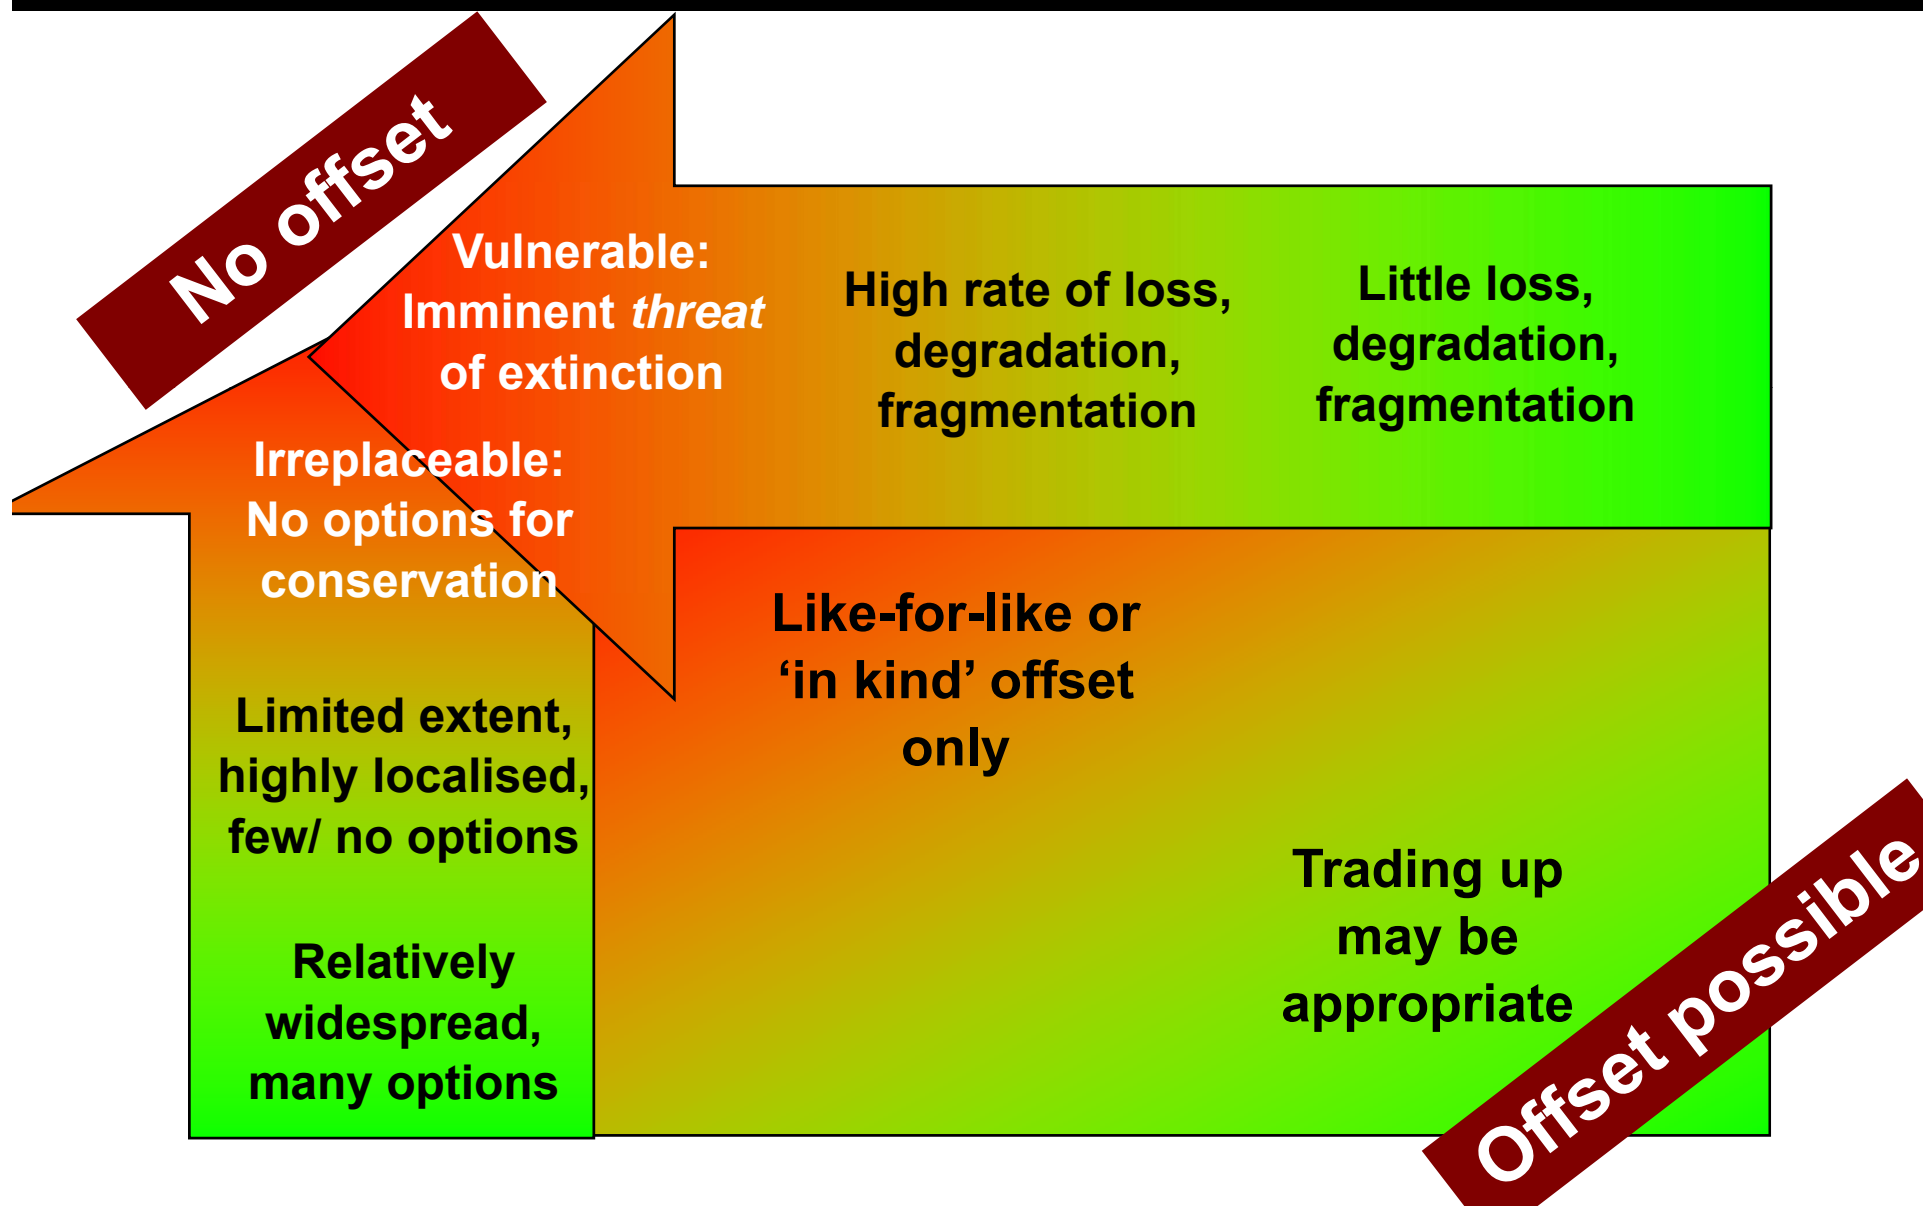 No offset
Vulnerable:
Imminent threat
of extinction
High rate of loss,
degradation,
fragmentation
Little loss,
degradation,
fragmentation
Irreplaceable:
No options for
conservation
Limited extent,
highly localised,
few/ no options
Relatively
widespread,
many options
Like-for-like or
‘in kind’ offset
only
Trading up
may be
appropriate
Offset possible